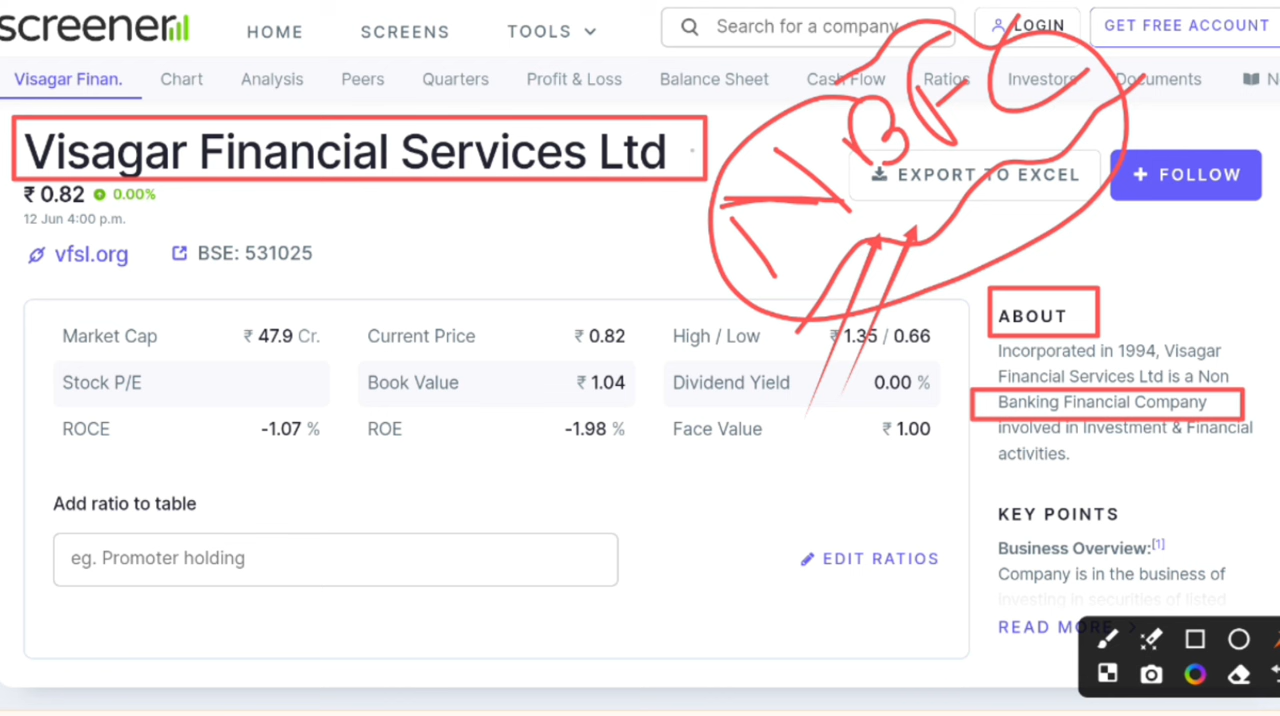 screener
HOME SCREENS TOOLS
Search for a company
LOGIN
GET FREE ACCOUNT
Visagar Finan. Chart Analysis Peers Quarters Profit & Loss Balance Sheet Cash Flow Ratios Investors Documents N
NBFC
Visagar Financial Services Ltd
EXPORT TO EXCEL
+ FOLLOW
₹ 0.82 0.00%
12 Jun 4:00 p.m.
vfsl.org BSE: 531025
Market Cap ₹ 47.9 Cr. Current Price ₹ 0.82 High / Low ₹ 1.35 / 0.66
Stock P/E Book Value ₹ 1.04 Dividend Yield 0.00 %
ROCE -1.07 % ROE -1.98 % Face Value ₹ 1.00
Add ratio to table
eg. Promoter holding
EDIT RATIOS
ABOUT
Incorporated in 1994, Visagar
Financial Services Ltd is a Non
Banking Financial Company
involved in Investment & Financial
activities.
KEY POINTS
Business Overview:[1]
Company is in the business of
investing in securities of listed
READ MORE